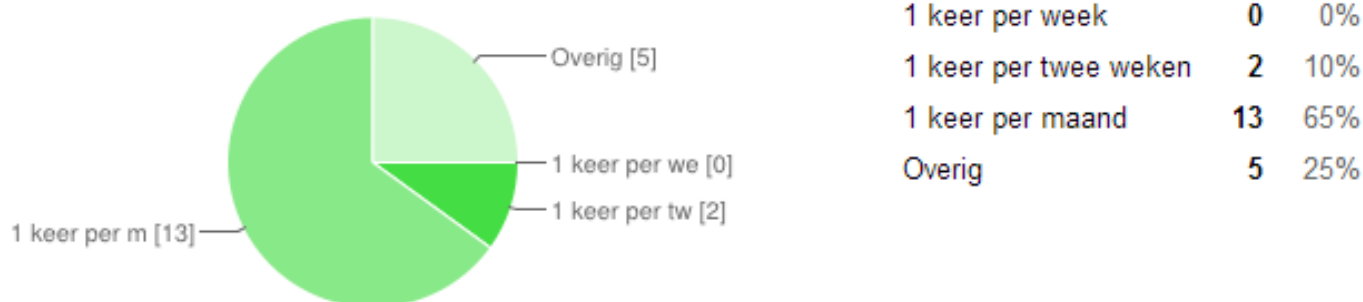 Overig [5]
1 keer per we [0]
1 keer per tw [2]
1 keer per m [13]
1 keer per week 0 0%
1 keer per twee weken 2 10%
1 keer per maand 13 65%
Overig 5 25%